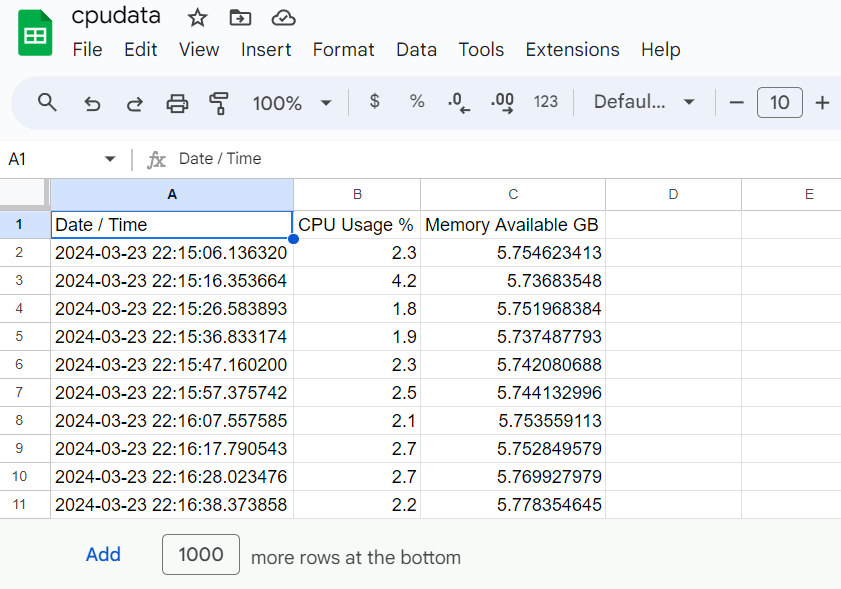 cpudata
File Edit View Insert Format Data Tools Extensions Help
100% $ % .0 .00 123 Defaul... 10
A1 fx Date / Time
A B C D E
1 Date / Time CPU Usage % Memory Available GB
2 2024-03-23 22:15:06.136320 2.3 5.754623413
3 2024-03-23 22:15:16.353664 4.2 5.73683548
4 2024-03-23 22:15:26.583893 1.8 5.751968384
5 2024-03-23 22:15:36.833174 1.9 5.737487793
6 2024-03-23 22:15:47.160200 2.3 5.742080688
7 2024-03-23 22:15:57.375742 2.5 5.744132996
8 2024-03-23 22:16:07.557585 2.1 5.753559113
9 2024-03-23 22:16:17.790543 2.7 5.752849579
10 2024-03-23 22:16:28.023476 2.7 5.769927979
11 2024-03-23 22:16:38.373858 2.2 5.778354645
Add 1000 more rows at the bottom